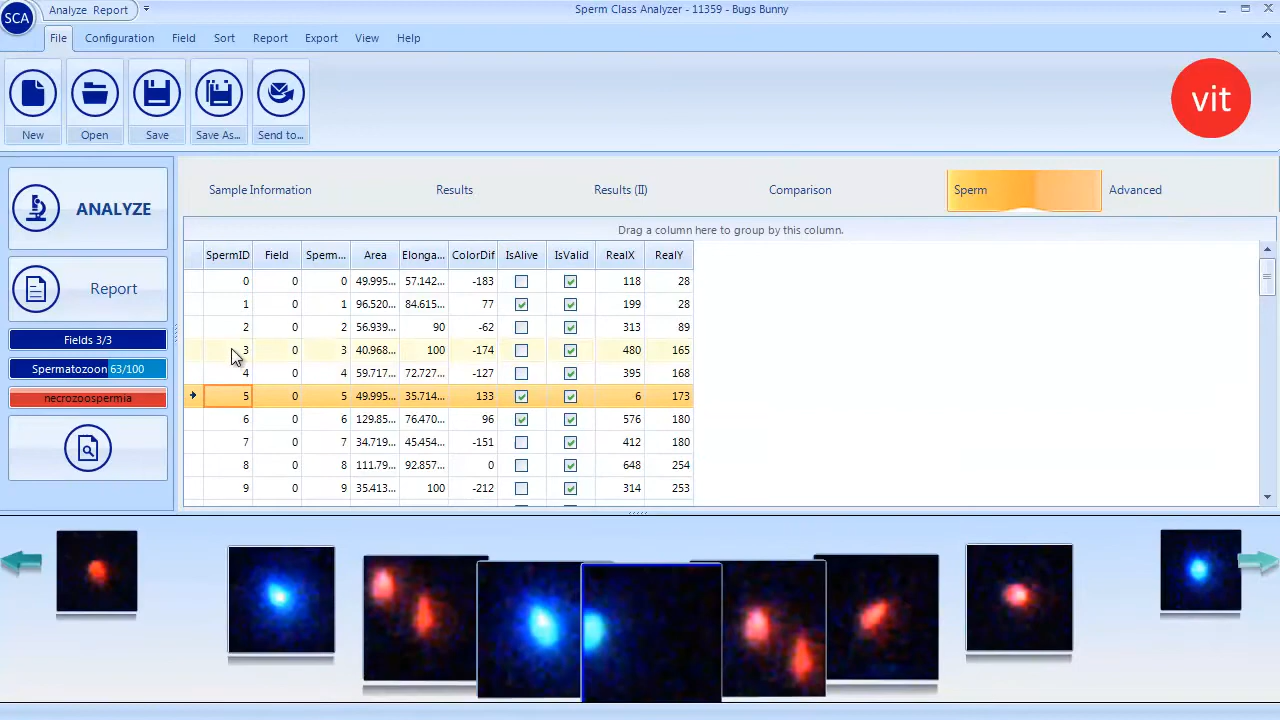 SCA
Analyze Report
Sperm Class Analyzer - 11359 - Bugs Bunny
File Configuration Field Sort Report Export View Help
New Open Save Save As... Send to...
vit
ANALYZE
Report
Fields 3/3
Spermatozoon 63/100
necrozoospermia
Sample Information Results Results (II) Comparison Sperm Advanced
Drag a column here to group by this column.
SpermID Field Sperm... Area Elonga... ColorDif IsAlive IsValid RealX RealY
0 0 0 49.995... 57.142... -183 118 28
1 0 1 96.520... 84.615... 77 199 28
2 0 2 56.939... 90 -62 313 89
3 0 3 40.968... 100 -174 480 165
4 0 4 59.717... 72.727... -127 395 168
5 0 5 49.995... 35.714... 133 6 173
6 0 6 129.85... 76.470... 96 576 180
7 0 7 34.719... 45.454... -151 412 180
8 0 8 111.79... 92.857... 0 648 254
9 0 9 35.413... 100 -212 314 253